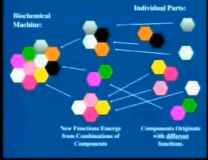 Biochemical
Machine:
Individual Parts:
New Functions Emerge
from Combinations of
Components
Components Originate
with different
functions.